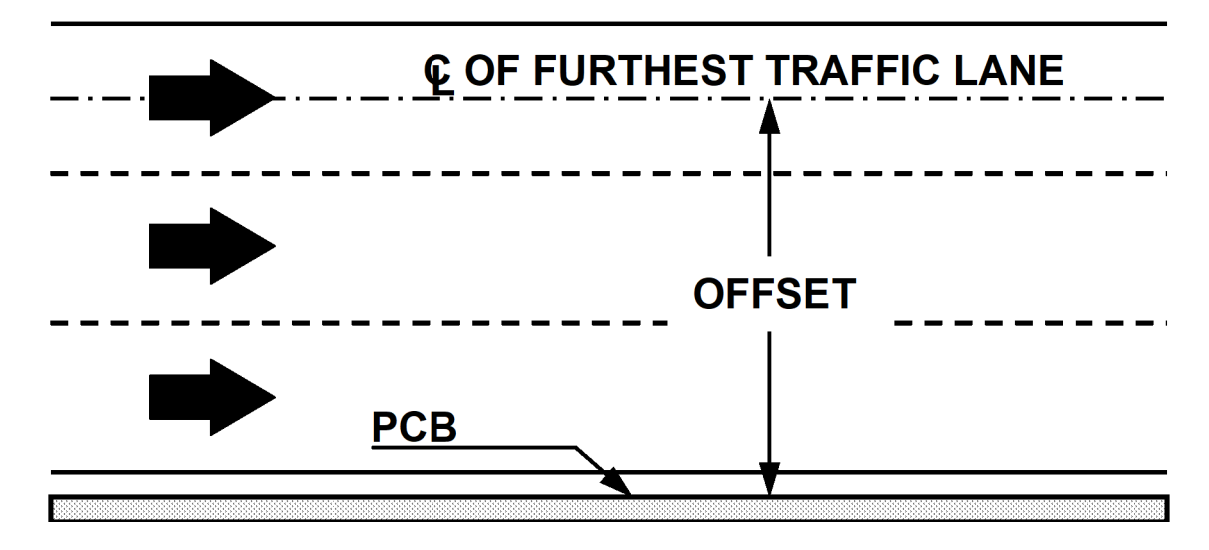 ℄ OF FURTHEST TRAFFIC LANE
OFFSET
PCB